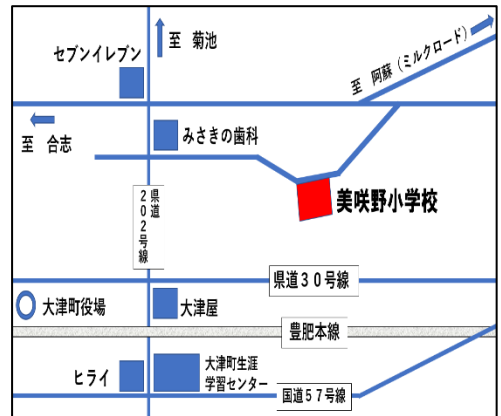 至 菊池
セブンイレブン
至 阿蘇（ミルクロード）
みさきの歯科
至 合志
美咲野小学校
県道２０２号線
県道３０号線
大津町役場
大津屋
豊肥本線
ヒライ
大津町生涯
学習センター
国道５７号線